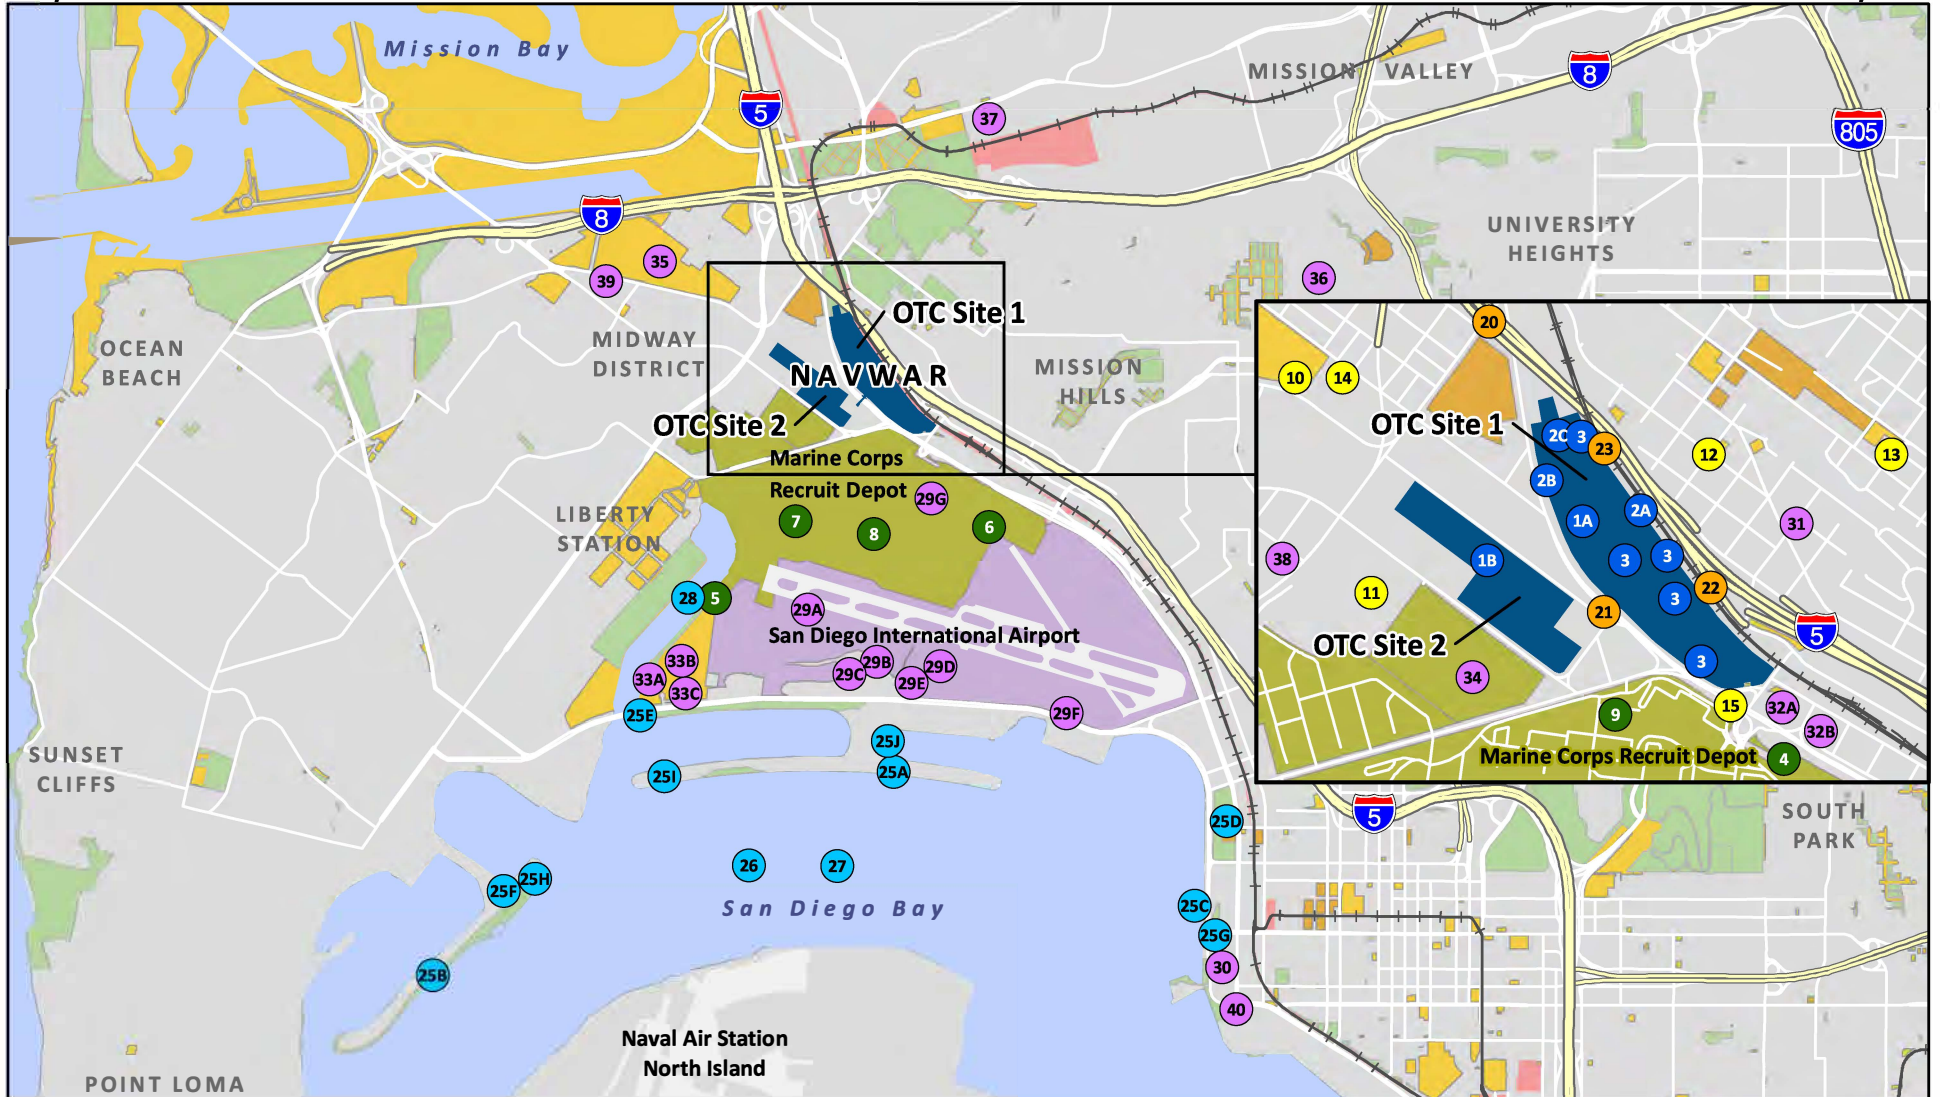 Mission Bay
5
37
MISSION VALLEY
8
805
8
35
39
UNIVERSITY
HEIGHTS
36
OCEAN
BEACH
MIDWAY
DISTRICT
OTC Site 1
NAVWAR
OTC Site 2
MISSION
HILLS
Marine Corps
Recruit Depot
29G
7
8
6
LIBERTY
STATION
28
5
29A
San Diego International Airport
33B
33A
33C
29B
29C
29D
29E
29F
25E
25J
25A
25I
SUNSET
CLIFFS
25D
26
27
San Diego Bay
25H
25F
25B
25C
25G
30
40
Naval Air Station
North Island
POINT LOMA
20
10
14
OTC Site 1
2C
3
23
12
13
2B
1A
2A
31
38
1B
3
3
11
22
3
21
5
OTC Site 2
34
3
9
15
32A
32B
Marine Corps Recruit Depot
4
5
SOUTH
PARK